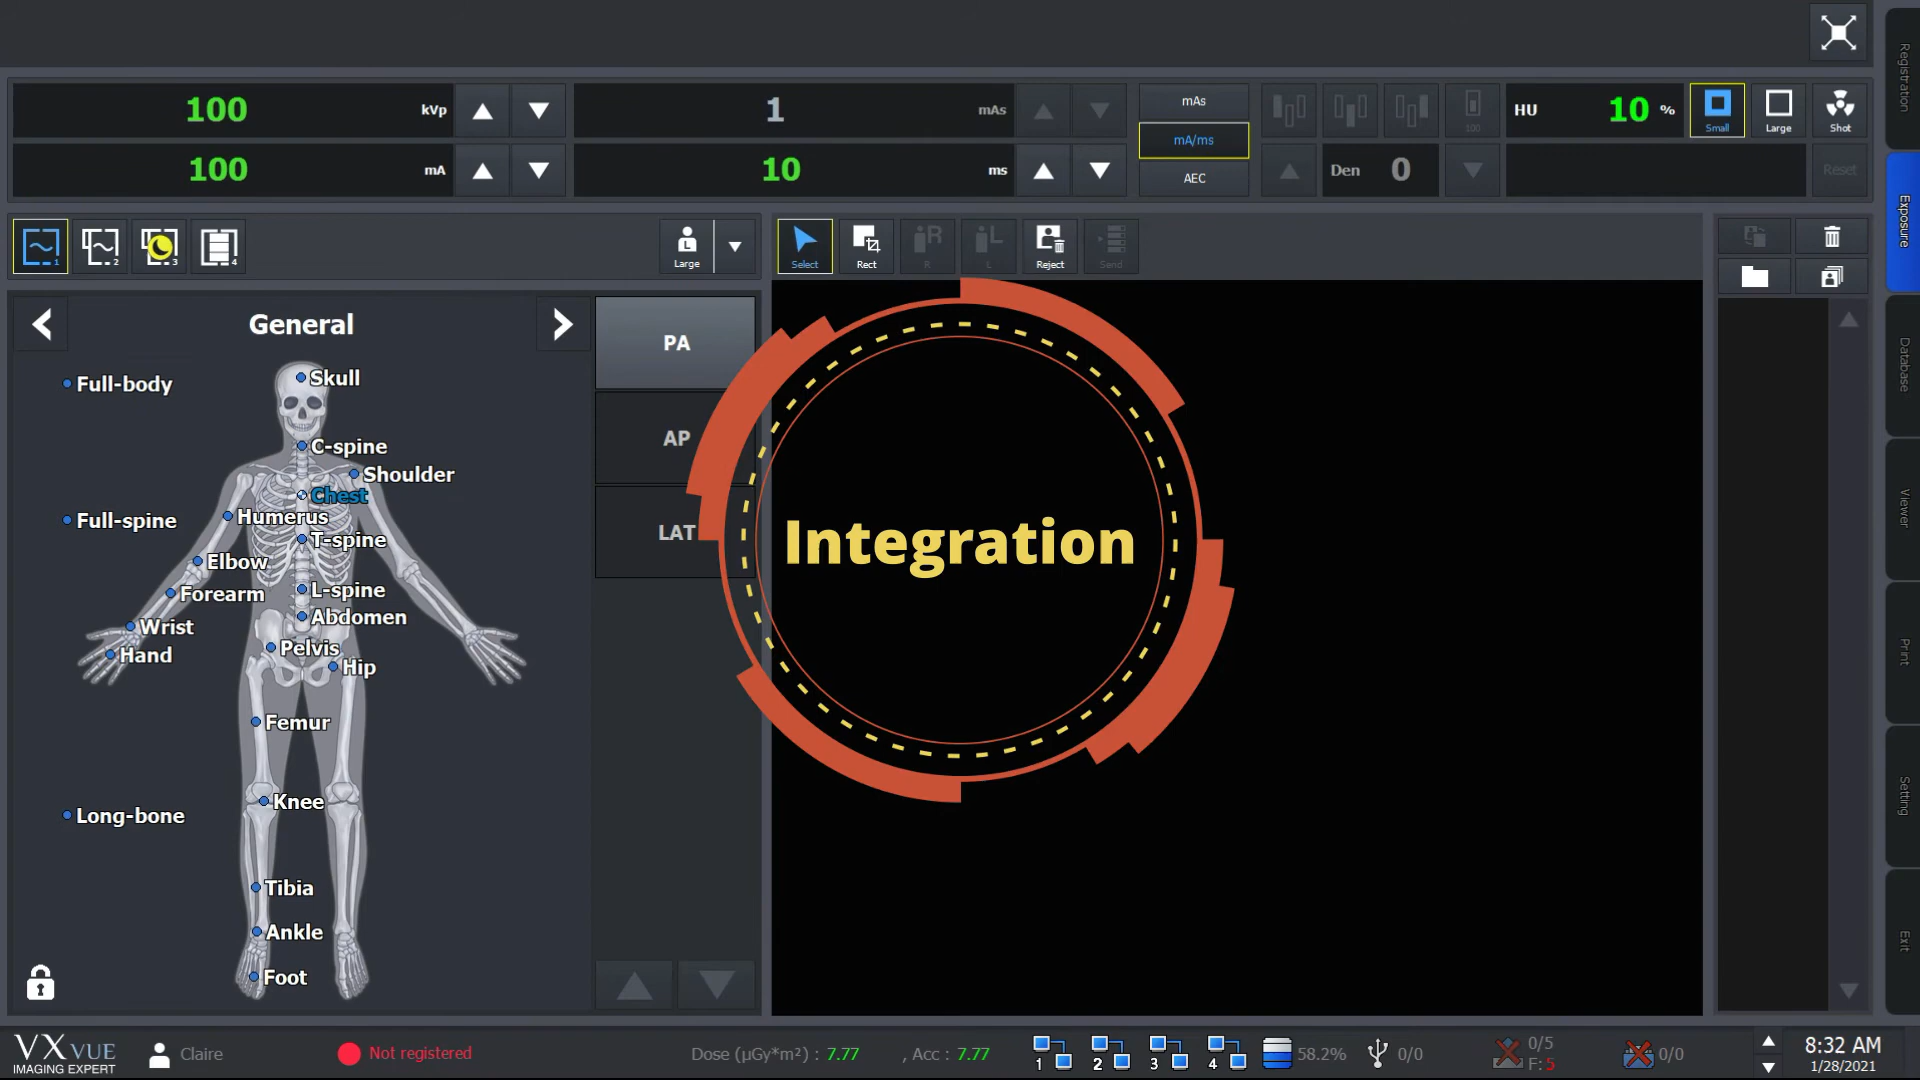 100 kVp
1 mAs
100 mA
10 ms
mAs
mA/ms
AEC
100
Den 0
HU 10 %
Small
Large
Shot
Reset
1
2
3
4
Large
L
Select
Rect
R
R
L
L
Reject
Send
General
Full-body
Skull
C-spine
Shoulder
Chest
Full-spine
Humerus
T-spine
Elbow
Forearm
L-spine
Abdomen
Wrist
Hand
Pelvis
Hip
Femur
Knee
Long-bone
Tibia
Ankle
Foot
PA
AP
LAT
Integration
Registration
Exposure
Database
Viewer
Print
Setting
Exit
VXVUE
IMAGING EXPERT
Claire
Not registered
Dose (µGy*m²) : 7.77 , Acc : 7.77
1
2
3
4
58.2%
0/0
0/5
F: 5
0/0
8:32 AM
1/28/2021